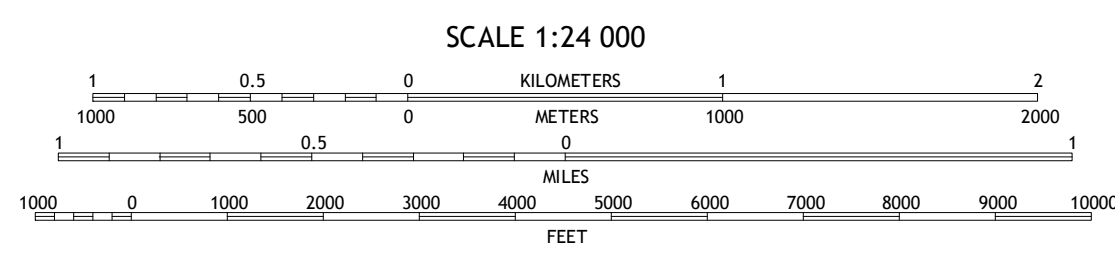 SCALE 1:24 000
1 0.5 0 KILOMETERS 1 2
1000 500 0 METERS 1000 2000
1 0.5 0 1
MILES
1000 0 1000 2000 3000 4000 5000 6000 7000 8000 9000 10000
FEET